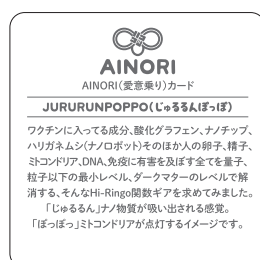 AINORI
AINORI（愛意乗り）カード
JURURUNPOPPO（じゅるるんぽっぽ）
ワクチンに入ってる成分、酸化グラフェン、ナノチップ、
ハリガネムシ（ナノロボット）そのほか人の卵子、精子、
ミトコンドリア、DNA、免疫に有害を及ぼす全てを量子、
粒子以下の最小レベル、ダークマターのレベルで解
消する、そんなHi-Ringo関数ギアを求めてみました。
「じゅるるん」ナノ物質が吸い出される感覚。
「ぽっぽっ」ミトコンドリアが点灯するイメージです。